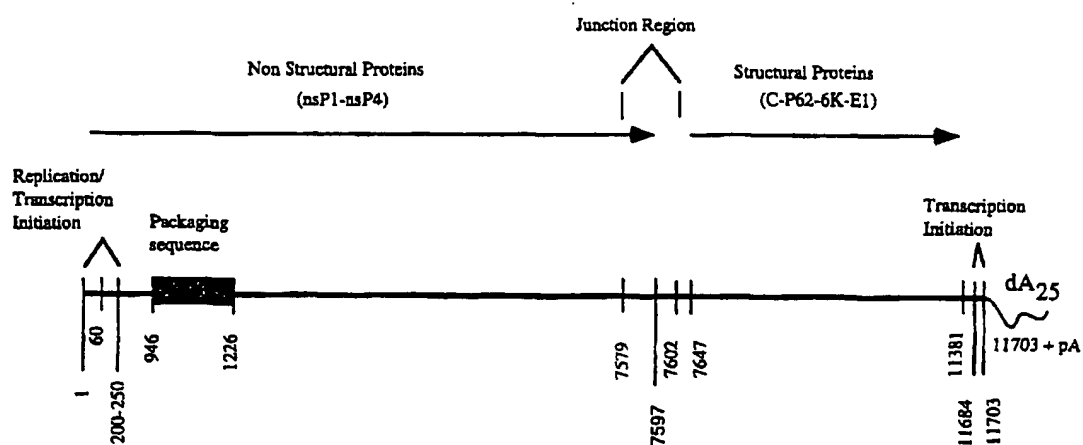 Junction Region
Non Structural Proteins
(nsP1-nsP4)
Structural Proteins
(C-P62-6K-E1)
Replication/
Transcription
Initiation
Packaging
sequence
Transcription
Initiation
dA25
1
60
200-250
946
1226
7579
7597
7602
7647
11381
11684
11703
11703 + pA